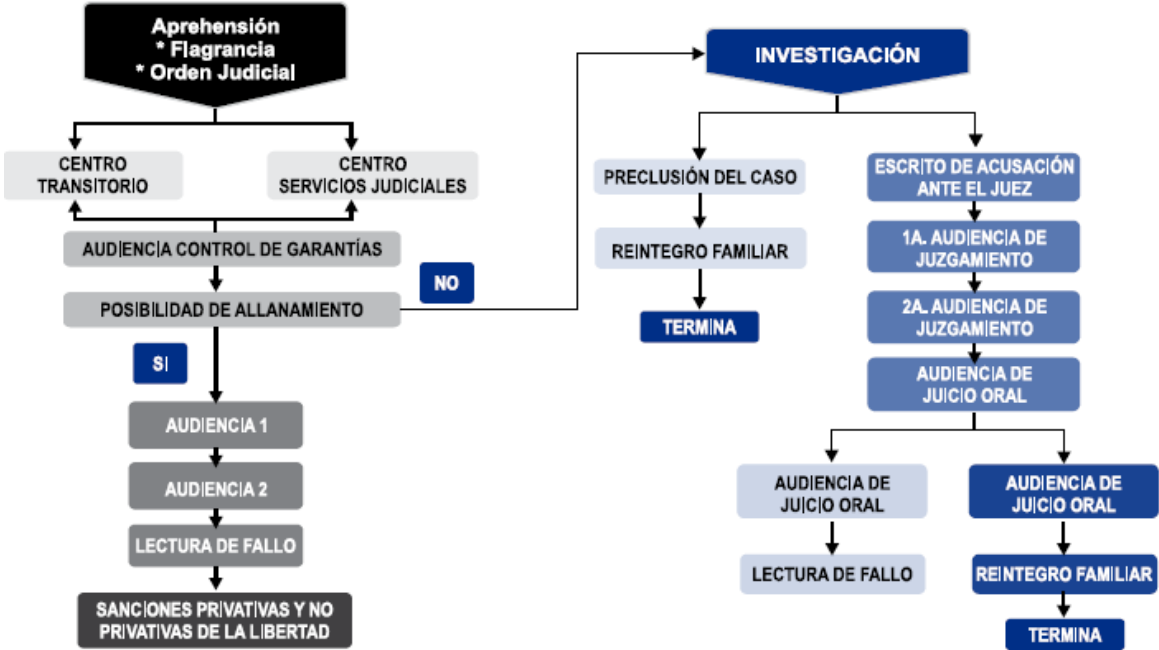 Aprehensión
* Flagrancia
* Orden Judicial
CENTRO
TRANSITORIO
CENTRO
SERVICIOS JUDICIALES
AUDIENCIA CONTROL DE GARANTÍAS
POSIBILIDAD DE ALLANAMIENTO
NO
SI
AUDIENCIA 1
AUDIENCIA 2
LECTURA DE FALLO
SANCIONES PRIVATIVAS Y NO
PRIVATIVAS DE LA LIBERTAD
INVESTIGACIÓN
PRECLUSIÓN DEL CASO
REINTEGRO FAMILIAR
TERMINA
ESCRITO DE ACUSACIÓN
ANTE EL JUEZ
1A. AUDIENCIA DE
JUZGAMIENTO
2A. AUDIENCIA DE
JUZGAMIENTO
AUDIENCIA DE
JUICIO ORAL
AUDIENCIA DE
JUICIO ORAL
LECTURA DE FALLO
AUDIENCIA DE
JUICIO ORAL
REINTEGRO FAMILIAR
TERMINA